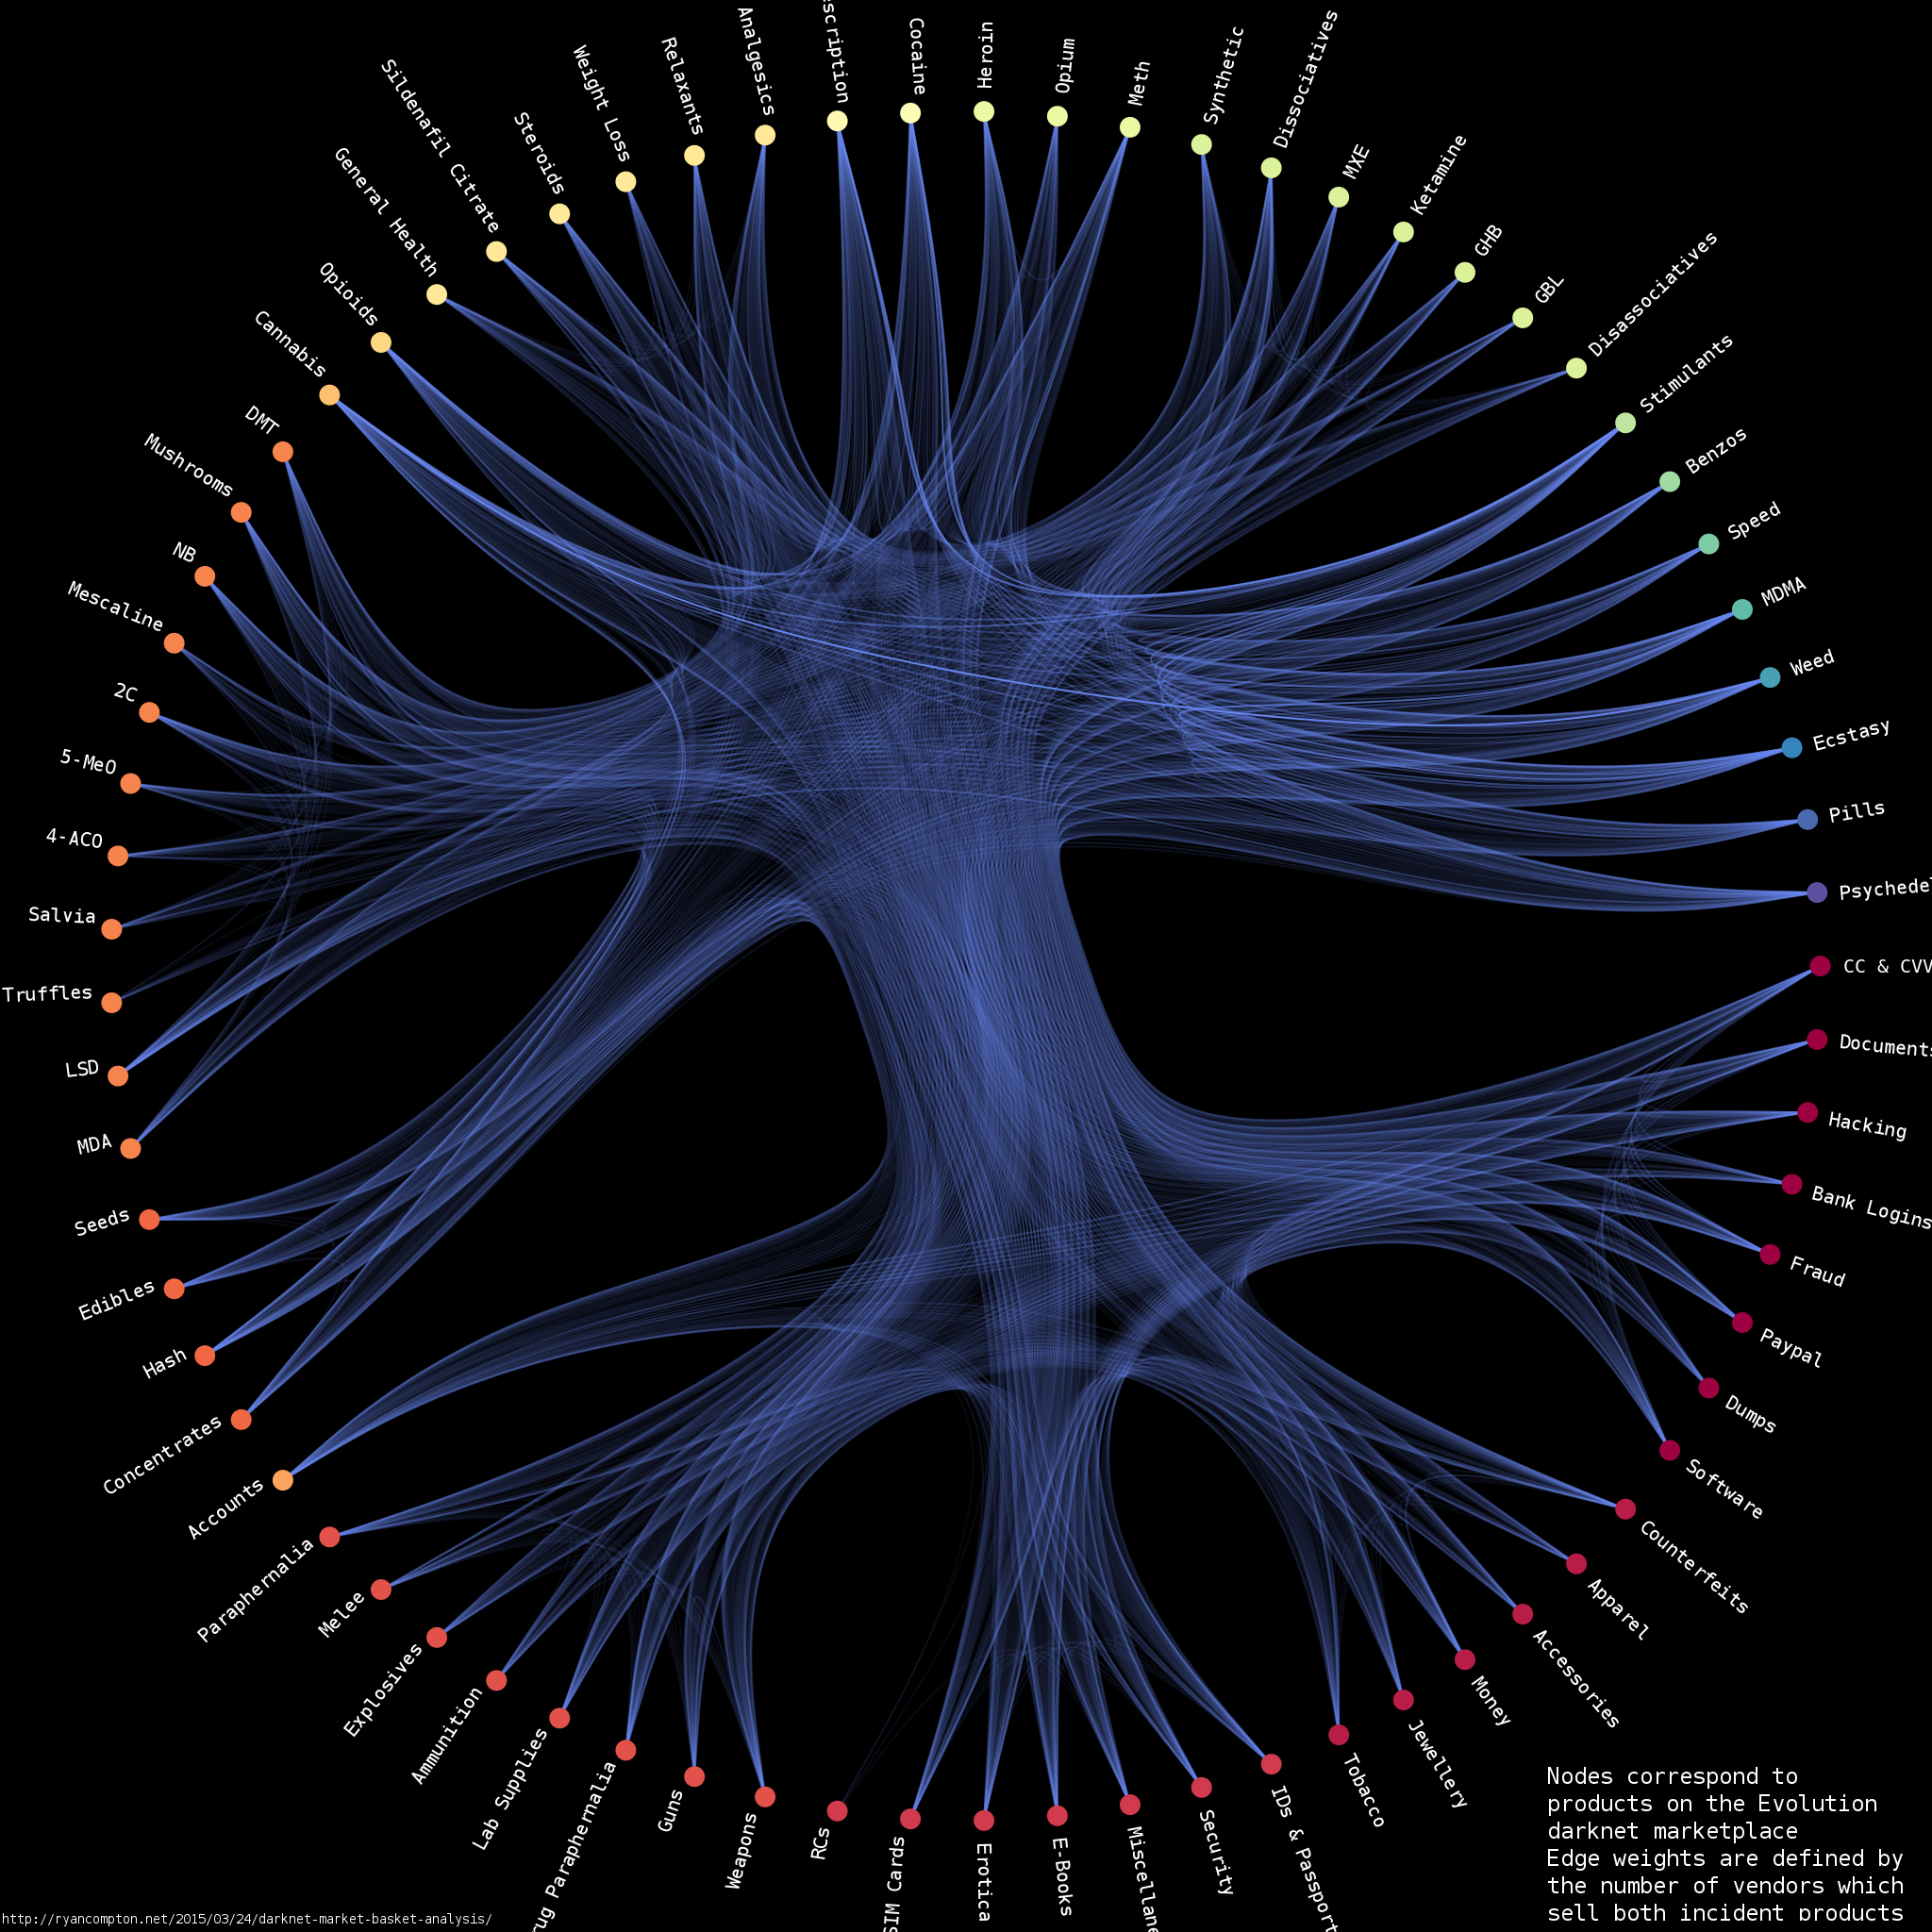 scription
Cocaine
Heroin
Opium
Meth
Synthetic
Dissociatives
MXE
Ketamine
GHB
GBL
Disassociatives
Stimulants
Benzos
Speed
MDMA
Weed
Ecstasy
Pills
Psychede
CC & CVV
Documents
Hacking
Bank Logins
Fraud
Paypal
Dumps
Software
Counterfeits
Apparel
Accessories
Money
Jewellery
Tobacco
IDs & Passport
Security
Miscellane
E-Books
Erotica
SIM Cards
RCs
Weapons
Guns
rug Paraphernalia
Lab Supplies
Ammunition
Explosives
Melee
Paraphernalia
Accounts
Concentrates
Hash
Edibles
Seeds
MDA
LSD
Truffles
Salvia
4-ACO
5-MeO
2C
Mescaline
NB
Mushrooms
DMT
Cannabis
Opioids
General Health
Sildenafil Citrate
Steroids
Weight Loss
Relaxants
Analgesics
Nodes correspond to
products on the Evolution
darknet marketplace
Edge weights are defined by
the number of vendors which
sell both incident products
http://ryancompton.net/2015/03/24/darknet-market-basket-analysis/